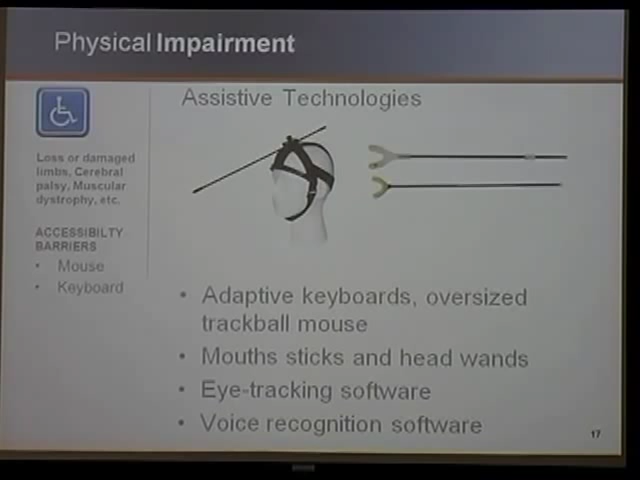 Physical Impairment
Assistive Technologies
Loss or damaged
limbs, Cerebral
palsy, Muscular
dystrophy, etc.
ACCESSIBILTY
BARRIERS
• Mouse
• Keyboard
• Adaptive keyboards, oversized
trackball mouse
• Mouths sticks and head wands
• Eye-tracking software
• Voice recognition software
17